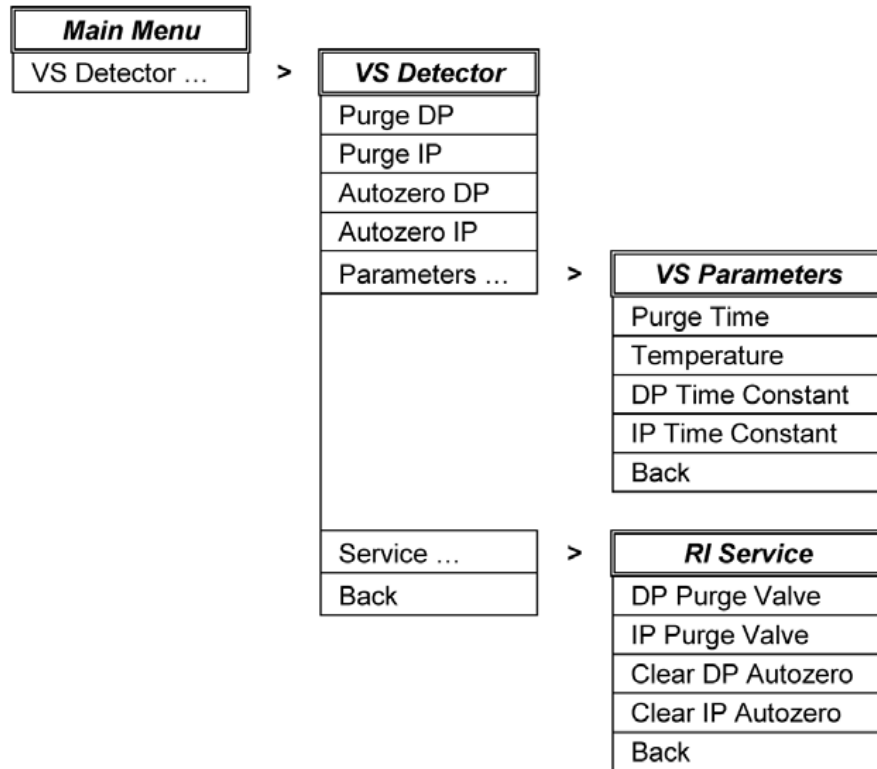 Main Menu
VS Detector …
>
VS Detector
Purge DP
Purge IP
Autozero DP
Autozero IP
Parameters …
>
VS Parameters
Purge Time
Temperature
DP Time Constant
IP Time Constant
Back
Service …
>
RI Service
Back
DP Purge Valve
IP Purge Valve
Clear DP Autozero
Clear IP Autozero
Back